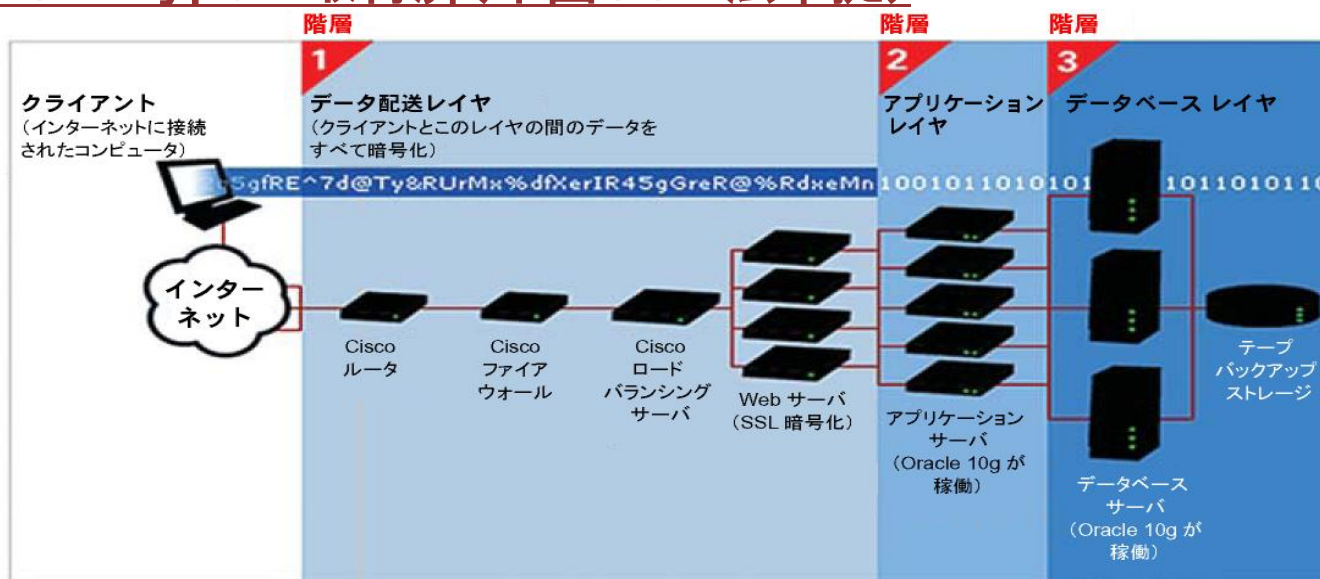 階層
階層
階層
1
2
3
クライアント
（インターネットに接続
されたコンピュータ）
データ配送レイヤ
（クライアントとこのレイヤの間のデータを
すべて暗号化）
アプリケーション
レイヤ
データベース レイヤ
5gfRE^7d@Ty&RUrMx%dfXerIR45gGreR@%RdxeMn
1001011010
101
1011010110
インター
ネット
Cisco
ルータ
Cisco
ファイア
ウォール
Cisco
ロード
バランシング
サーバ
Web サーバ
（SSL 暗号化）
アプリケーション
サーバ
（Oracle 10g が
稼働）
データベース
サーバ
（Oracle 10g が
稼働）
テープ
バックアップ
ストレージ